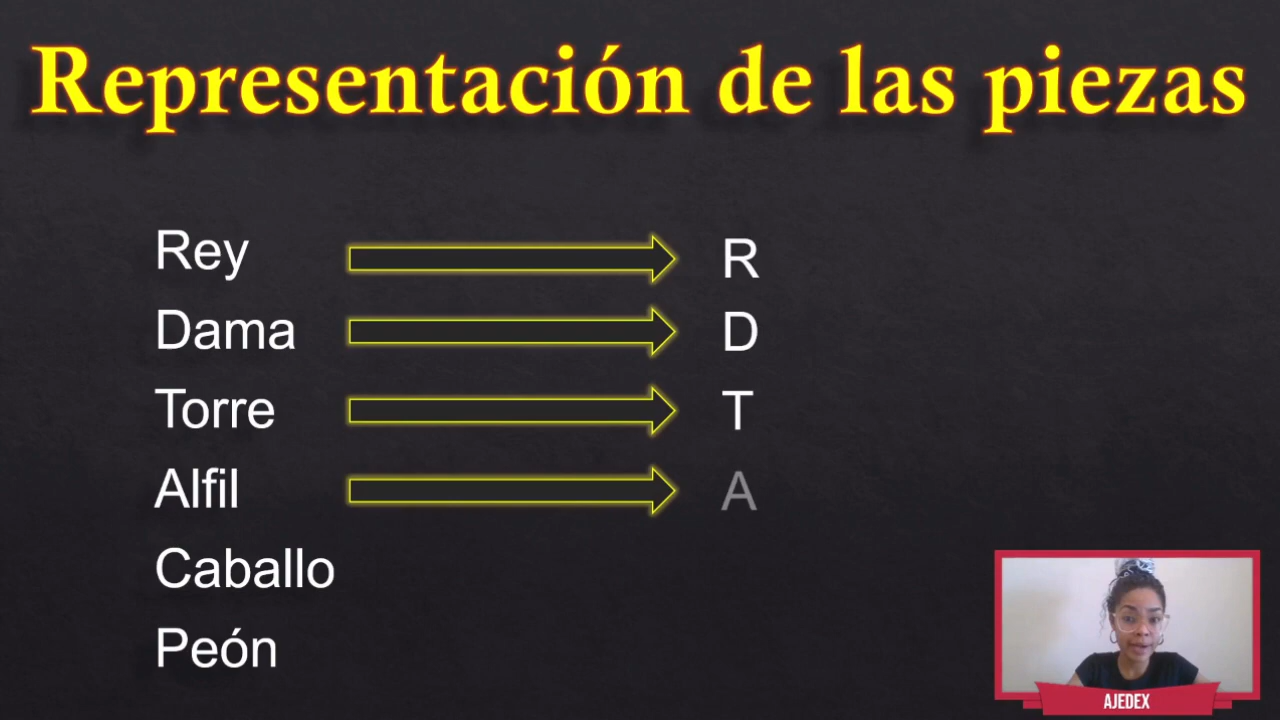 Representación de las piezas
Rey R
Dama D
Torre T
Alfil A
Caballo
Peón
AJEDEX